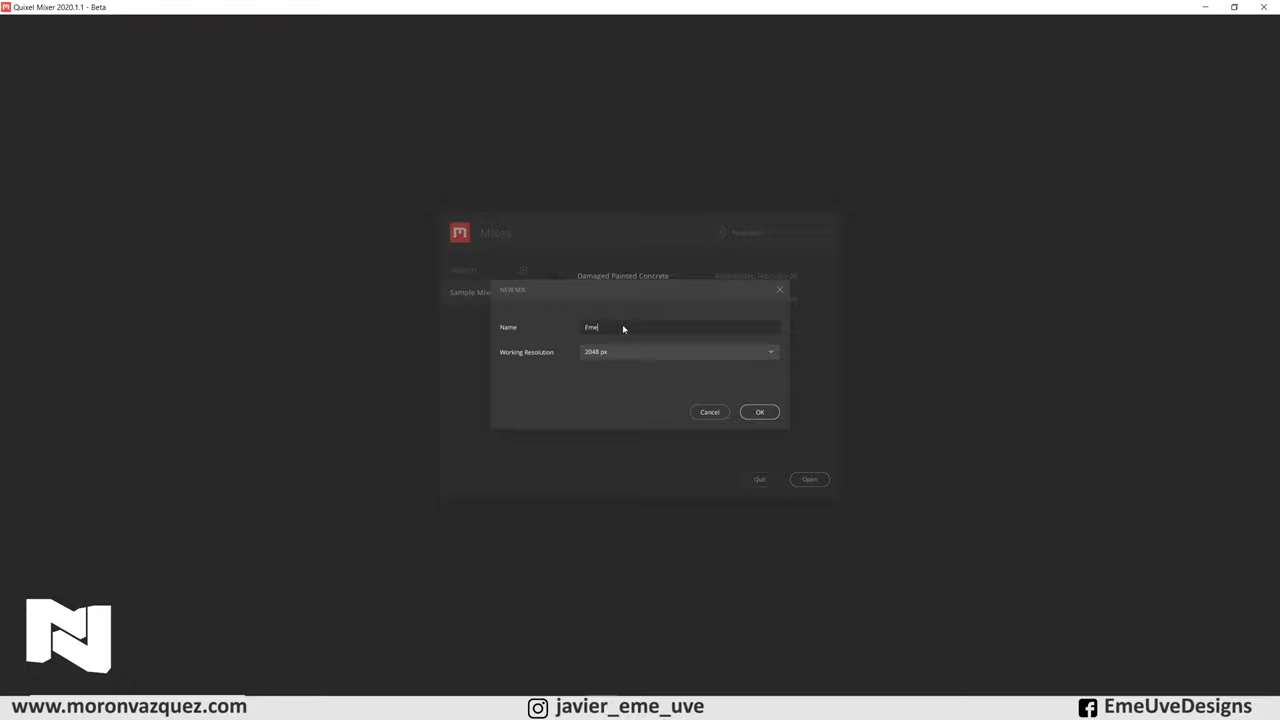 Quixel Mixer 2020.1.1 - Beta
Mixes
Damaged Painted Concrete
Sample Mixe
NEW MIX
Name
Eme
Working Resolution
2048 px
Cancel
OK
Quit
Open
www.moronvazquez.com
javier_eme_uve
EmeUveDesigns